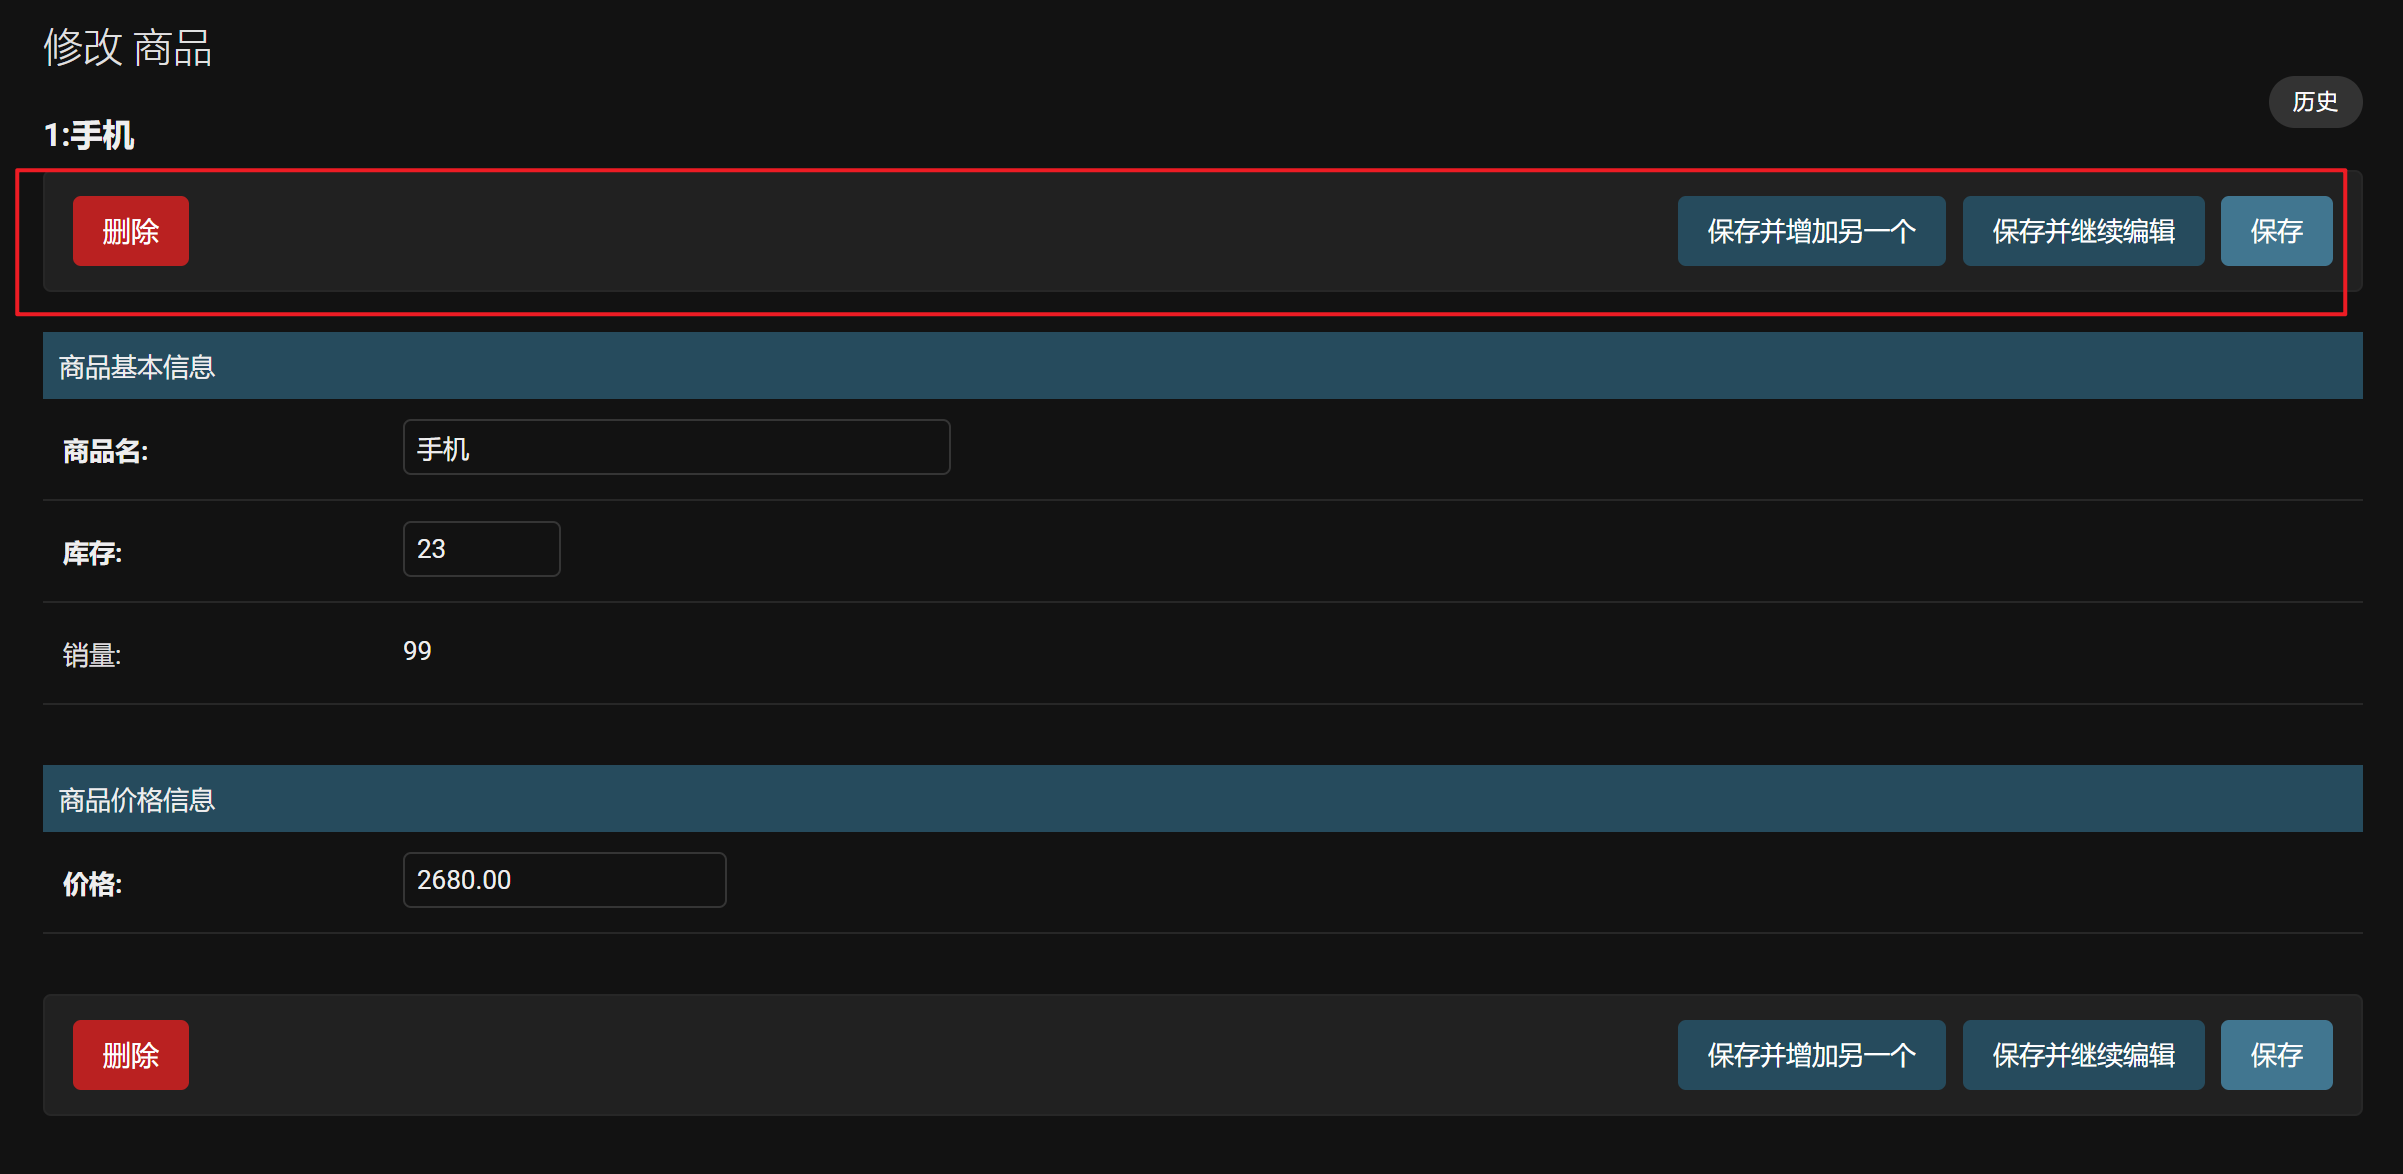 修改 商品
历史
1:手机
删除 保存并增加另一个 保存并继续编辑 保存
商品基本信息
商品名: 手机
库存: 23
销量: 99
商品价格信息
价格: 2680.00
删除 保存并增加另一个 保存并继续编辑 保存